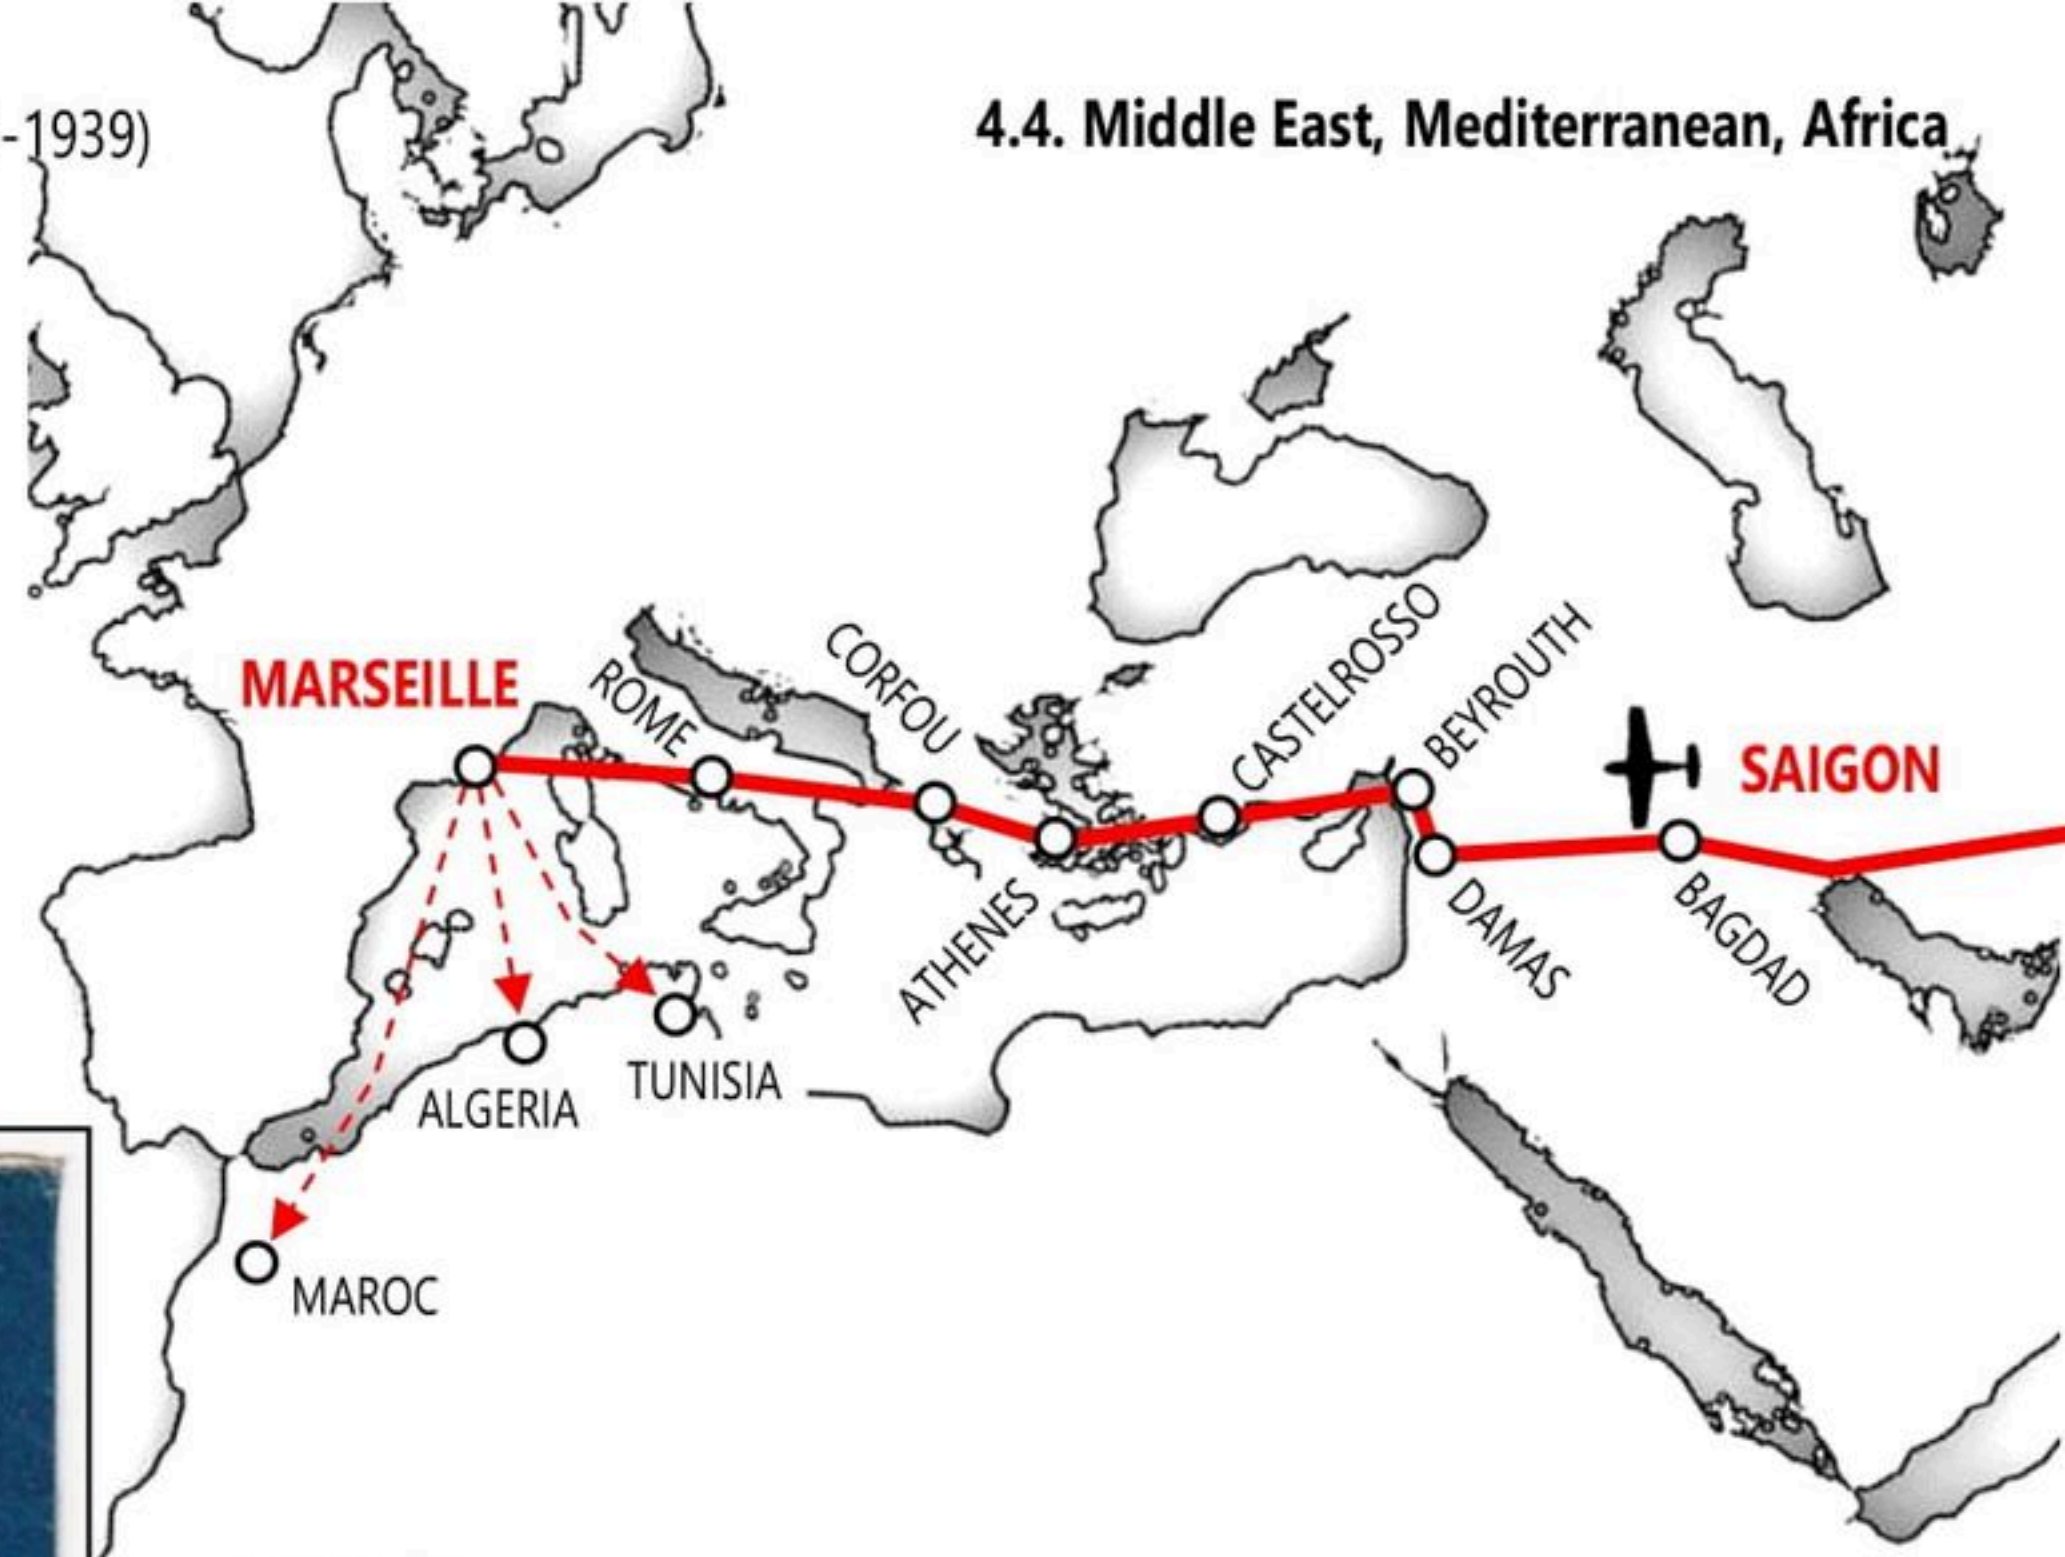 -1939)
4.4. Middle East, Mediterranean, Africa
MARSEILLE
ROME
CORFOU
ATHENES
CASTELROSSO
BEYROUTH
DAMAS
BAGDAD
SAIGON
ALGERIA
TUNISIA
MAROC